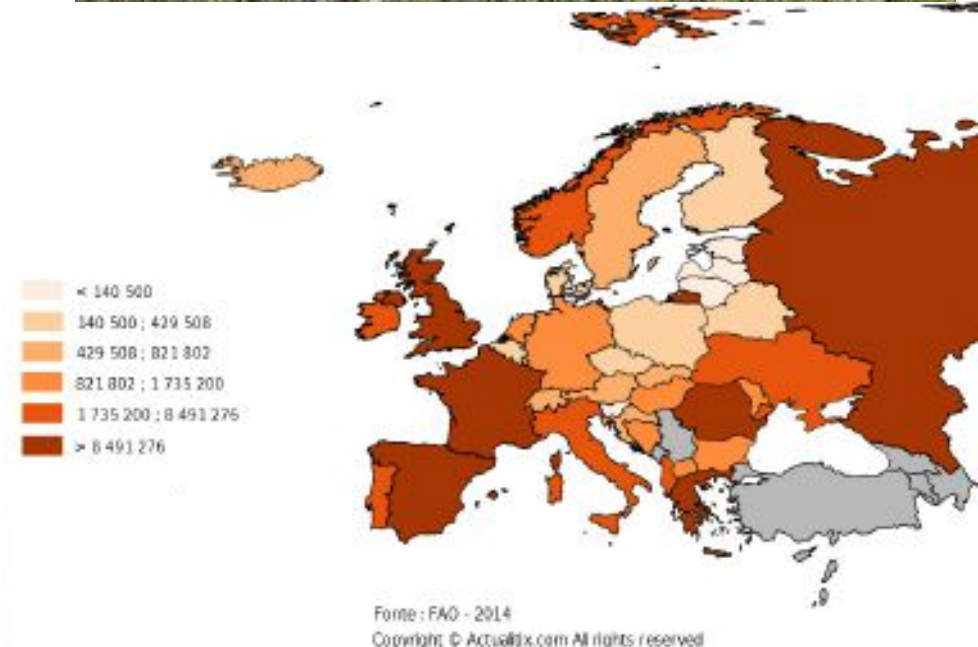 < 140 500
140 500 ; 429 508
429 508 ; 821 802
821 802 ; 1 735 200
1 735 200 ; 8 491 276
> 8 491 276
Fonte : FAO - 2014
Copyright © Actualitix.com All rights reserved